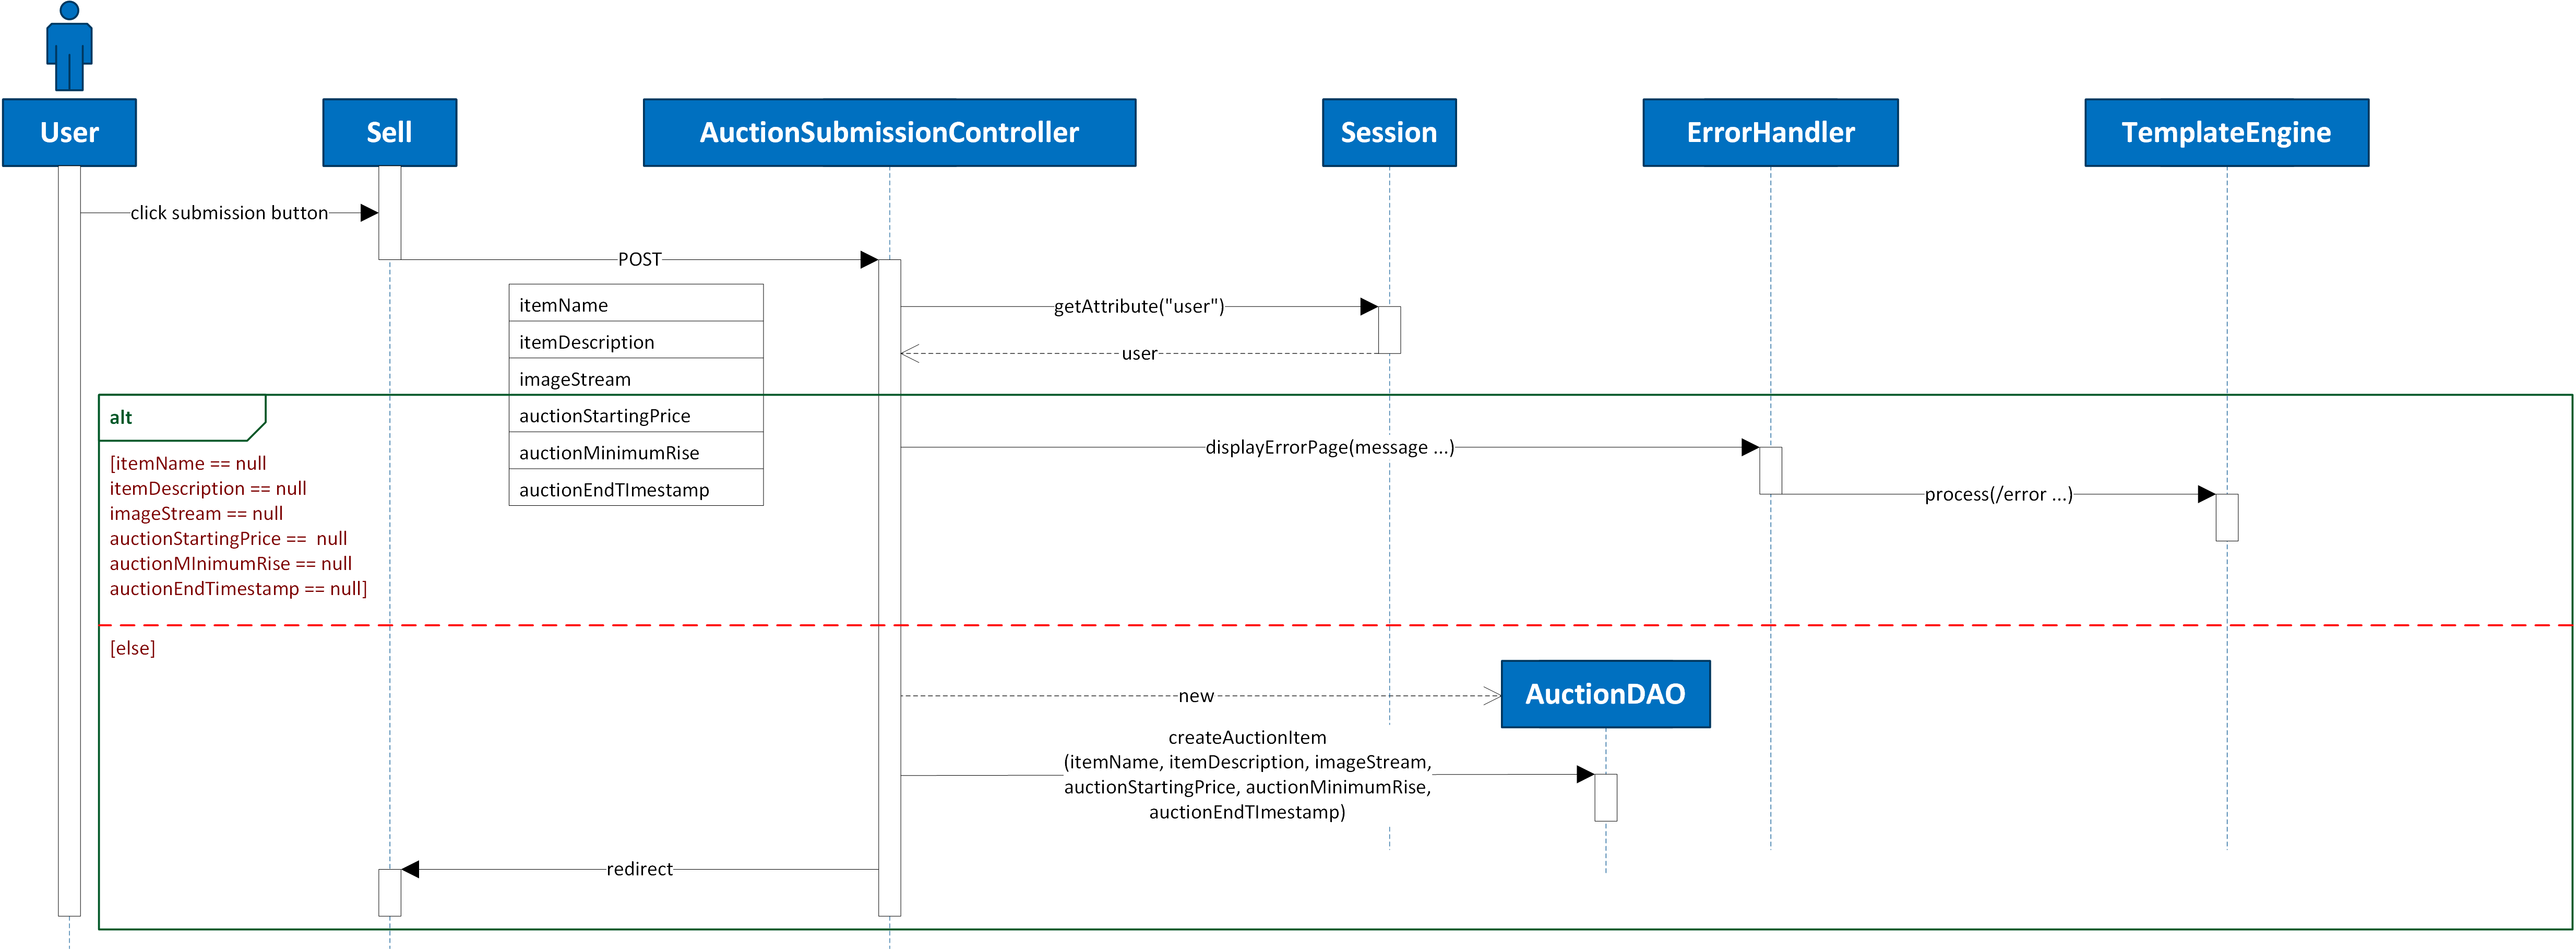 User
Sell
AuctionSubmissionController
Session
ErrorHandler
TemplateEngine
click submission button
POST
itemName
itemDescription
imageStream
auctionStartingPrice
auctionMinimumRise
auctionEndTImestamp
getAttribute("user")
user
alt
[itemName == null
itemDescription == null
imageStream == null
auctionStartingPrice ==  null
auctionMInimumRise == null
auctionEndTimestamp == null]
displayErrorPage(message ...)
process(/error ...)
[else]
new
AuctionDAO
createAuctionItem
(itemName, itemDescription, imageStream,
auctionStartingPrice, auctionMinimumRise,
auctionEndTImestamp)
redirect